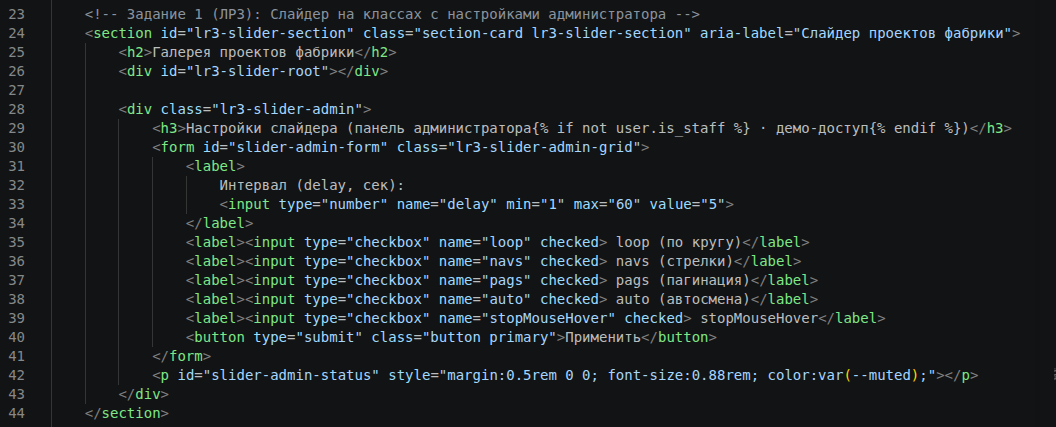 23 <!-- Задание 1 (ЛР3): Слайдер на классах с настройками администратора -->
24 <section id="lr3-slider-section" class="section-card lr3-slider-section" aria-label="Слайдер проектов фабрики">
25 <h2>Галерея проектов фабрики</h2>
26 <div id="lr3-slider-root"></div>
27
28 <div class="lr3-slider-admin">
29 <h3>Настройки слайдера (панель администратора{% if not user.is_staff %} · демо-доступ{% endif %})</h3>
30 <form id="slider-admin-form" class="lr3-slider-admin-grid">
31 <label>
32 Интервал (delay, сек):
33 <input type="number" name="delay" min="1" max="60" value="5">
34 </label>
35 <label><input type="checkbox" name="loop" checked> loop (по кругу)</label>
36 <label><input type="checkbox" name="navs" checked> navs (стрелки)</label>
37 <label><input type="checkbox" name="pags" checked> pags (пагинация)</label>
38 <label><input type="checkbox" name="auto" checked> auto (автосмена)</label>
39 <label><input type="checkbox" name="stopMouseHover" checked> stopMouseHover</label>
40 <button type="submit" class="button primary">Применить</button>
41 </form>
42 <p id="slider-admin-status" style="margin:0.5rem 0 0; font-size:0.88rem; color:var(--muted);"></p>
43 </div>
44 </section>